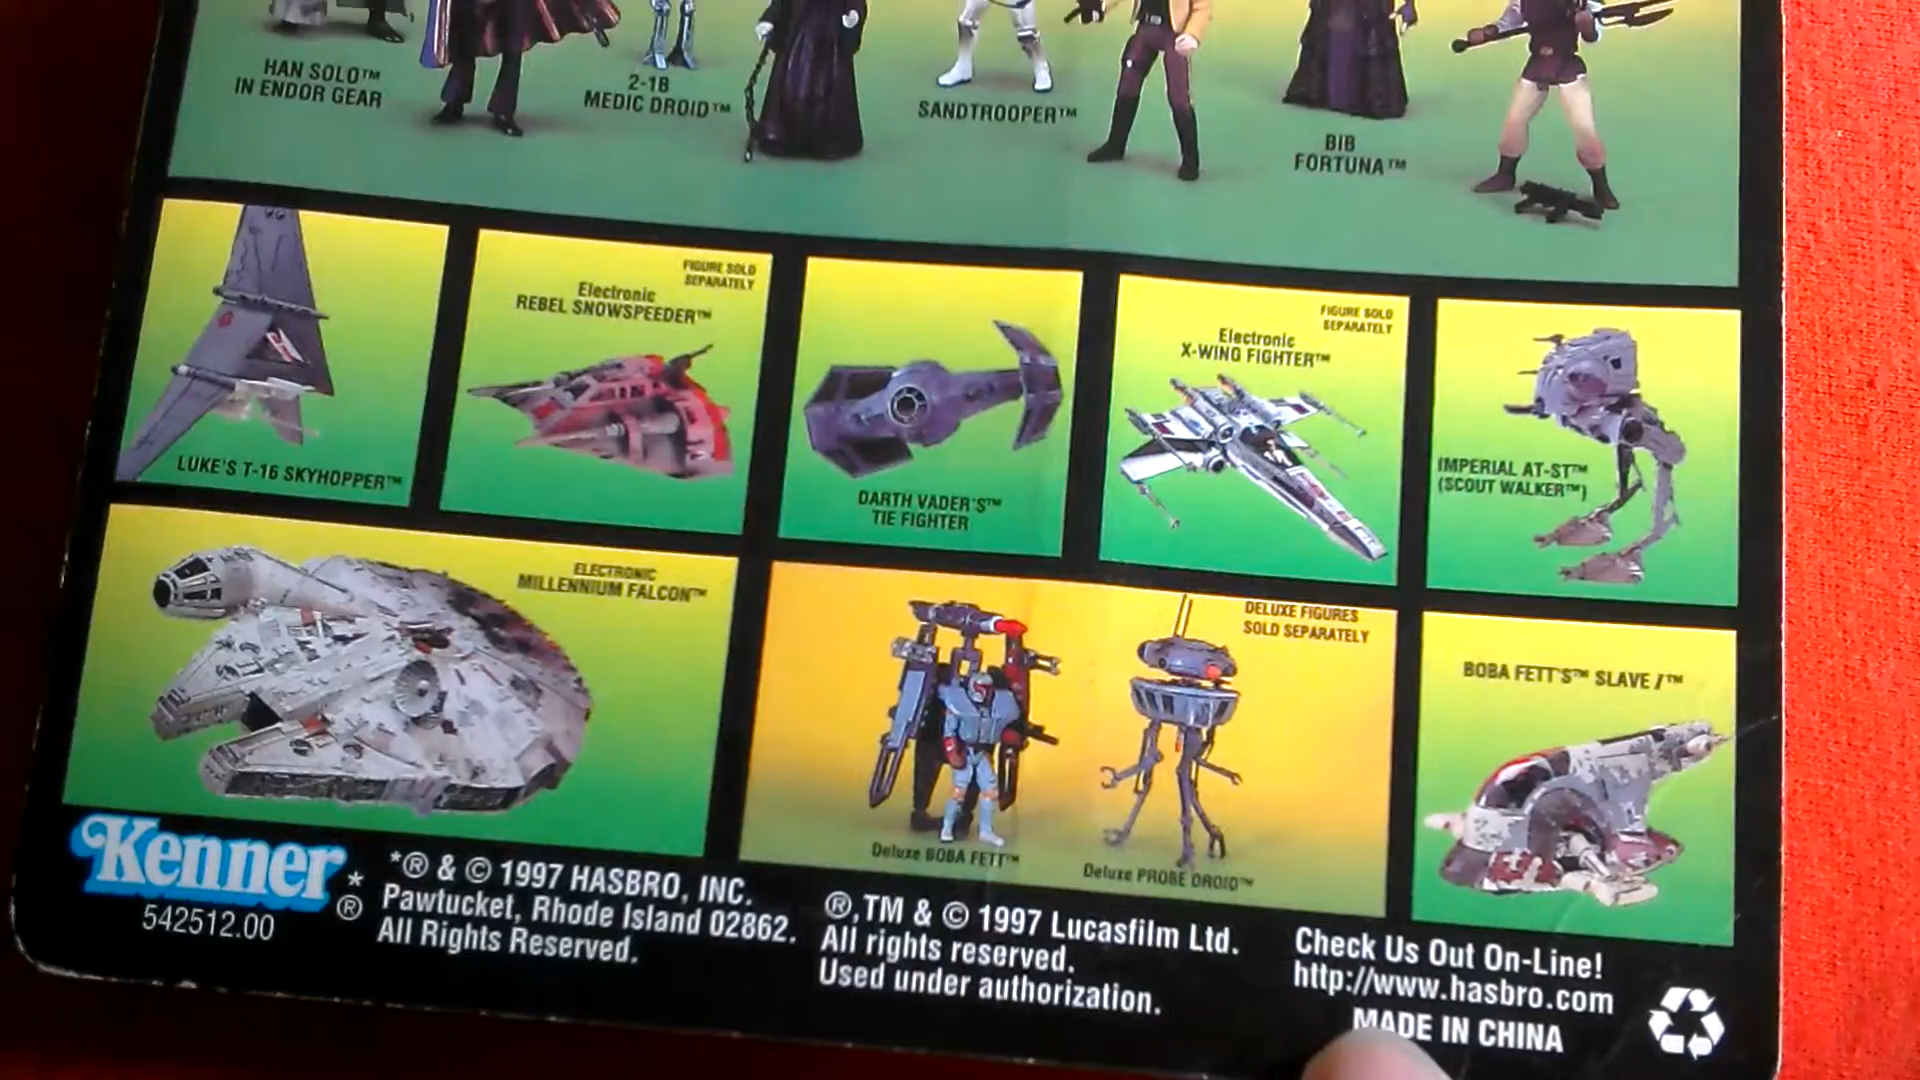 HAN SOLO™
IN ENDOR GEAR
2-1B
MEDIC DROID™
SANDTROOPER™
BIB
FORTUNA™
LUKE'S T-16 SKYHOPPER™
FIGURE SOLD
SEPARATELY
Electronic
REBEL SNOWSPEEDER™
DARTH VADER'S™
TIE FIGHTER
FIGURE SOLD
SEPARATELY
Electronic
X-WING FIGHTER™
IMPERIAL AT-ST™
(SCOUT WALKER™)
ELECTRONIC
MILLENNIUM FALCON™
DELUXE FIGURES
SOLD SEPARATELY
Deluxe BOBA FETT™
Deluxe PROBE DROID™
BOBA FETT'S™ SLAVE I™
Kenner*®
542512.00
*® & © 1997 HASBRO, INC.
Pawtucket, Rhode Island 02862.
All Rights Reserved.
®,TM & © 1997 Lucasfilm Ltd.
All rights reserved.
Used under authorization.
Check Us Out On-Line!
http://www.hasbro.com
MADE IN CHINA